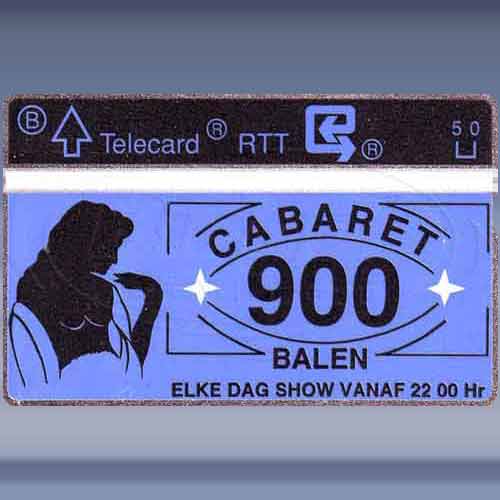 B Telecard ® RTT ® 50
CABARET
900
BALEN
ELKE DAG SHOW VANAF 22 00 Hr